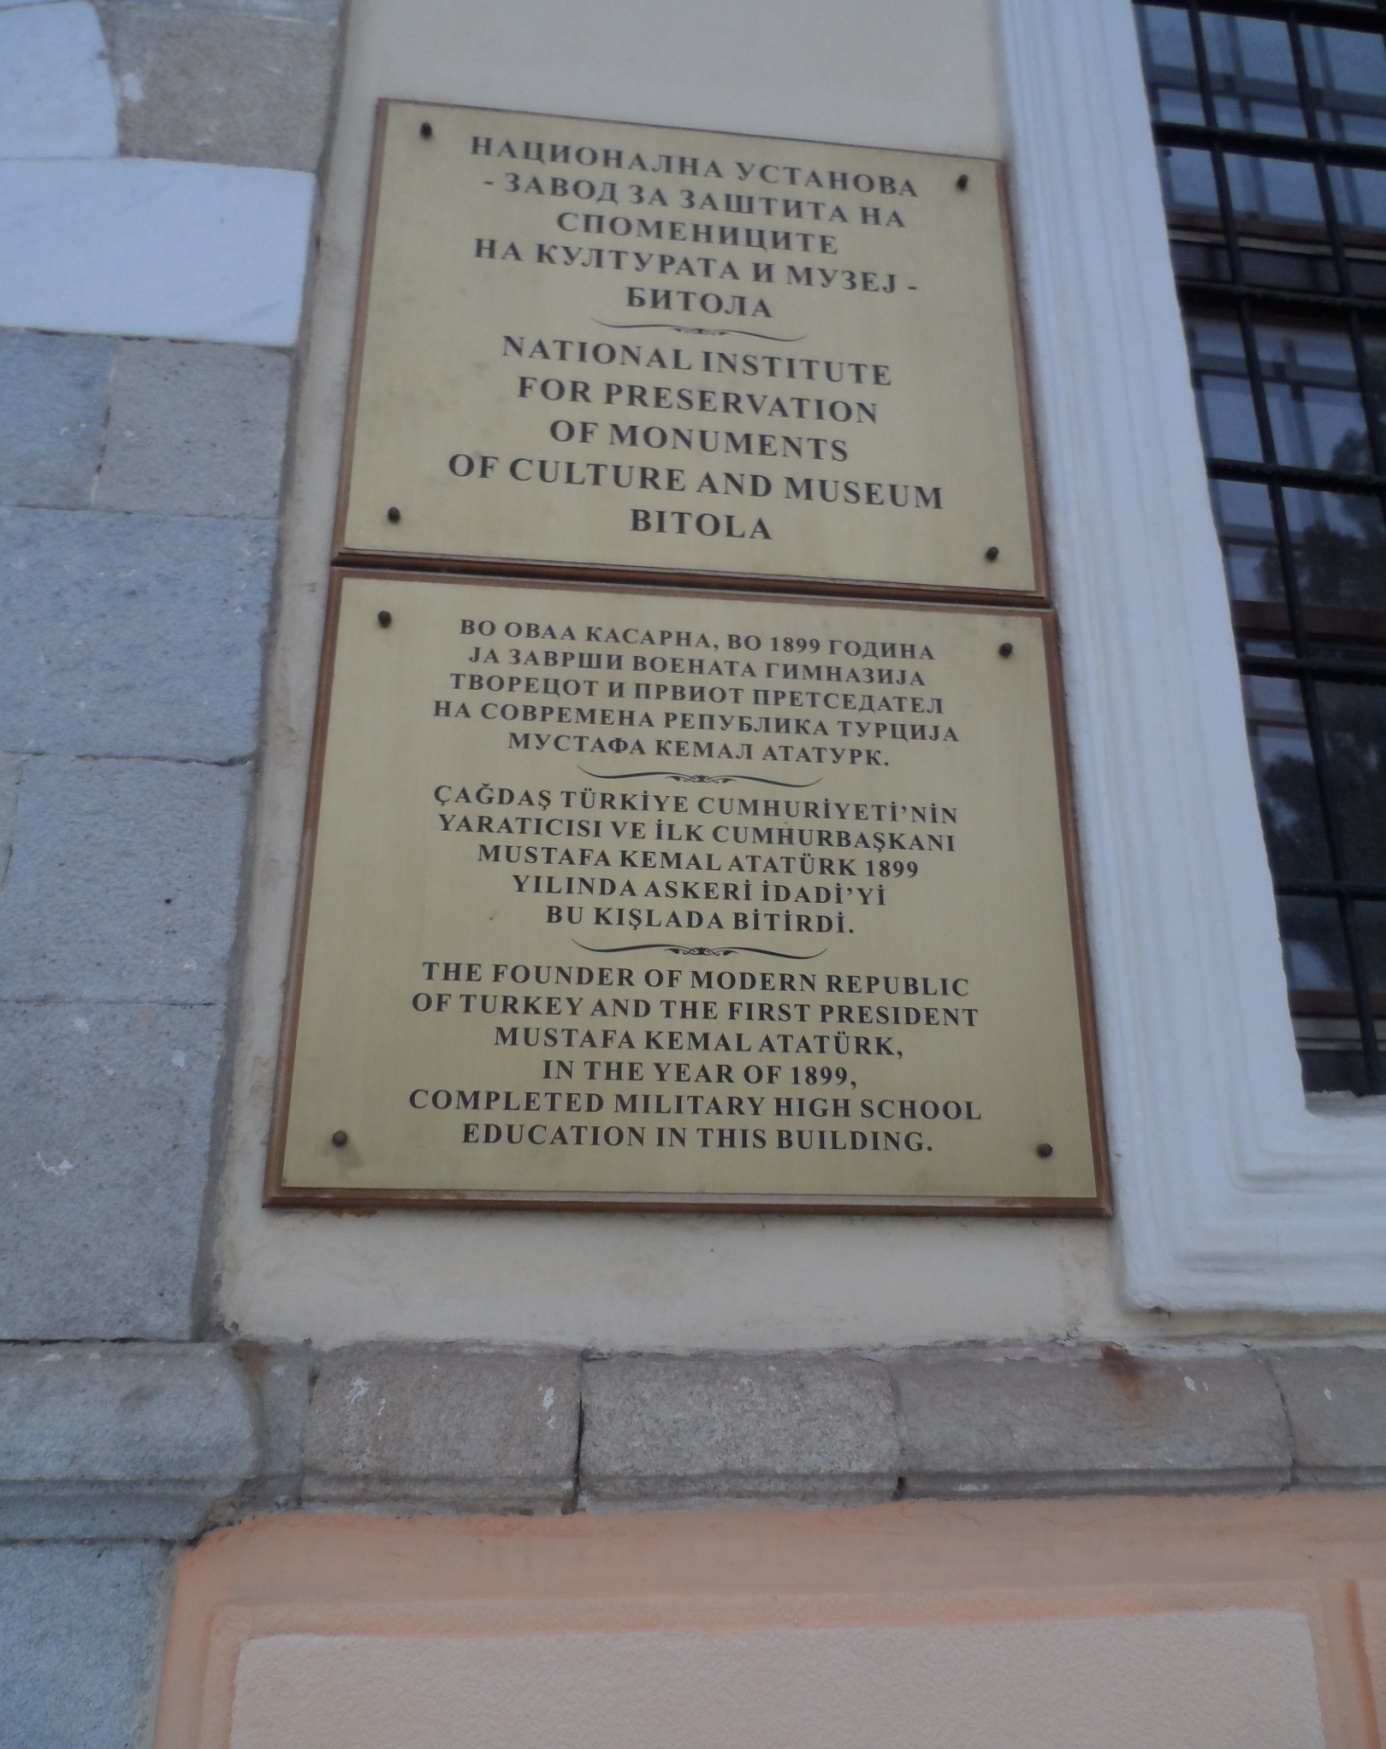 НАЦИОНАЛНА УСТАНОВА
- ЗАВОД ЗА ЗАШТИТА НА
СПОМЕНИЦИТЕ
НА КУЛТУРАТА И МУЗЕЈ -
БИТОЛА
NATIONAL INSTITUTE
FOR PRESERVATION
OF MONUMENTS
OF CULTURE AND MUSEUM
BITOLA
ВО ОВАА КАСАРНА, ВО 1899 ГОДИНА
ЈА ЗАВРШИ ВОЕНАТА ГИМНАЗИЈА
ТВОРЕЦОТ И ПРВИОТ ПРЕТСЕДАТЕЛ
НА СОВРЕМЕНА РЕПУБЛИКА ТУРЦИЈА
МУСТАФА КЕМАЛ АТАТУРК.
ÇAĞDAŞ TÜRKİYE CUMHURİYETİ’NİN
YARATICISI VE İLK CUMHURBAŞKANI
MUSTAFA KEMAL ATATÜRK 1899
YILINDA ASKERİ İDADİ’Yİ
BU KIŞLADA BİTİRDİ.
THE FOUNDER OF MODERN REPUBLIC
OF TURKEY AND THE FIRST PRESIDENT
MUSTAFA KEMAL ATATÜRK,
IN THE YEAR OF 1899,
COMPLETED MILITARY HIGH SCHOOL
EDUCATION IN THIS BUILDING.